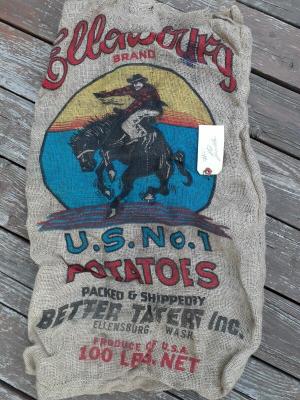 Ellensburg
BRAND
U.S. No. 1
POTATOES
PACKED & SHIPPED BY
BETTER TATERS Inc.
ELLENSBURG, WASH.
PRODUCE OF U.S.A.
100 LBS. NET